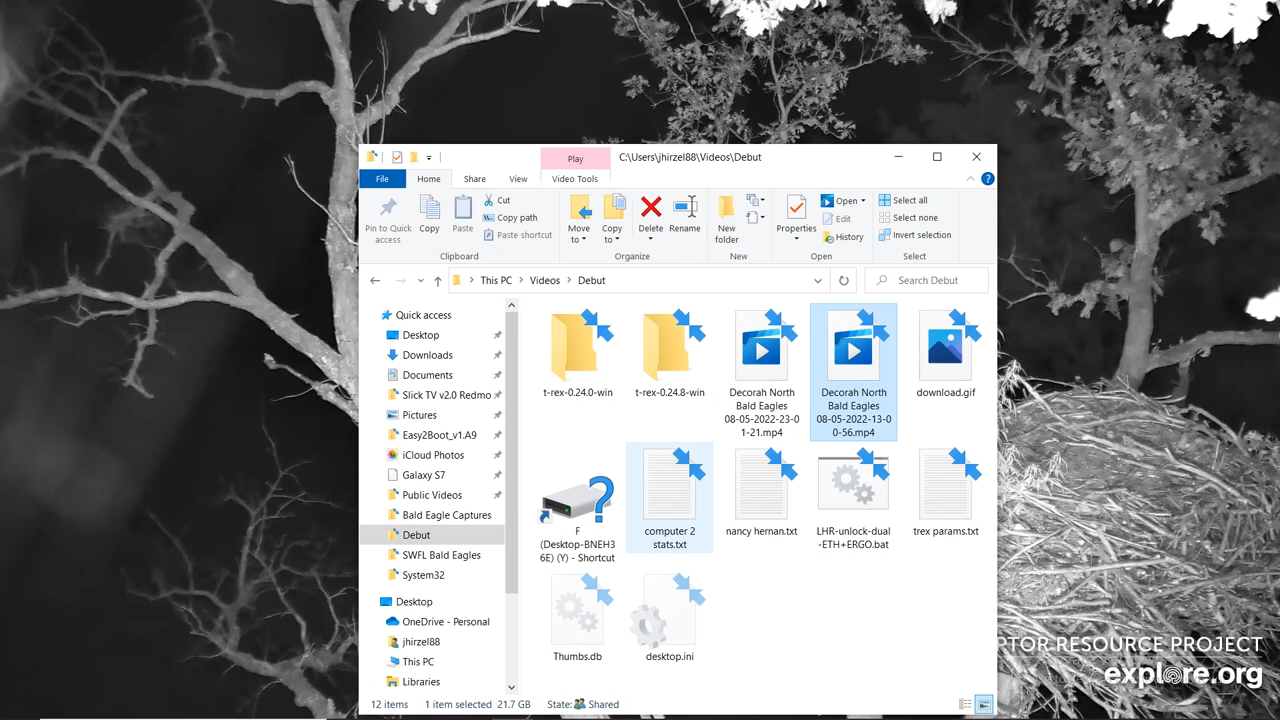 Play
C:\Users\jhirzel88\Videos\Debut
File
Home
Share
View
Video Tools
Pin to Quick
access
Copy
Paste
Cut
Copy path
Paste shortcut
Clipboard
Move
to
Copy
to
Delete
Rename
Organize
New
folder
New
Properties
Open
Edit
History
Open
Select all
Select none
Invert selection
Select
This PC
Videos
Debut
Search Debut
Quick access
Desktop
Downloads
Documents
Slick TV v2.0 Redmo
Pictures
Easy2Boot_v1.A9
iCloud Photos
Galaxy S7
Public Videos
Bald Eagle Captures
Debut
SWFL Bald Eagles
System32
Desktop
OneDrive - Personal
jhirzel88
This PC
Libraries
t-rex-0.24.0-win
t-rex-0.24.8-win
Decorah North
Bald Eagles
08-05-2022-23-0
1-21.mp4
Decorah North
Bald Eagles
08-05-2022-13-0
0-56.mp4
download.gif
F
(Desktop-BNEH3
6E) (Y) - Shortcut
computer 2
stats.txt
nancy hernan.txt
LHR-unlock-dual
-ETH+ERGO.bat
trex params.txt
Thumbs.db
desktop.ini
12 items
1 item selected 21.7 GB
State:
Shared
PTOR RESOURCE PROJECT
explore.org